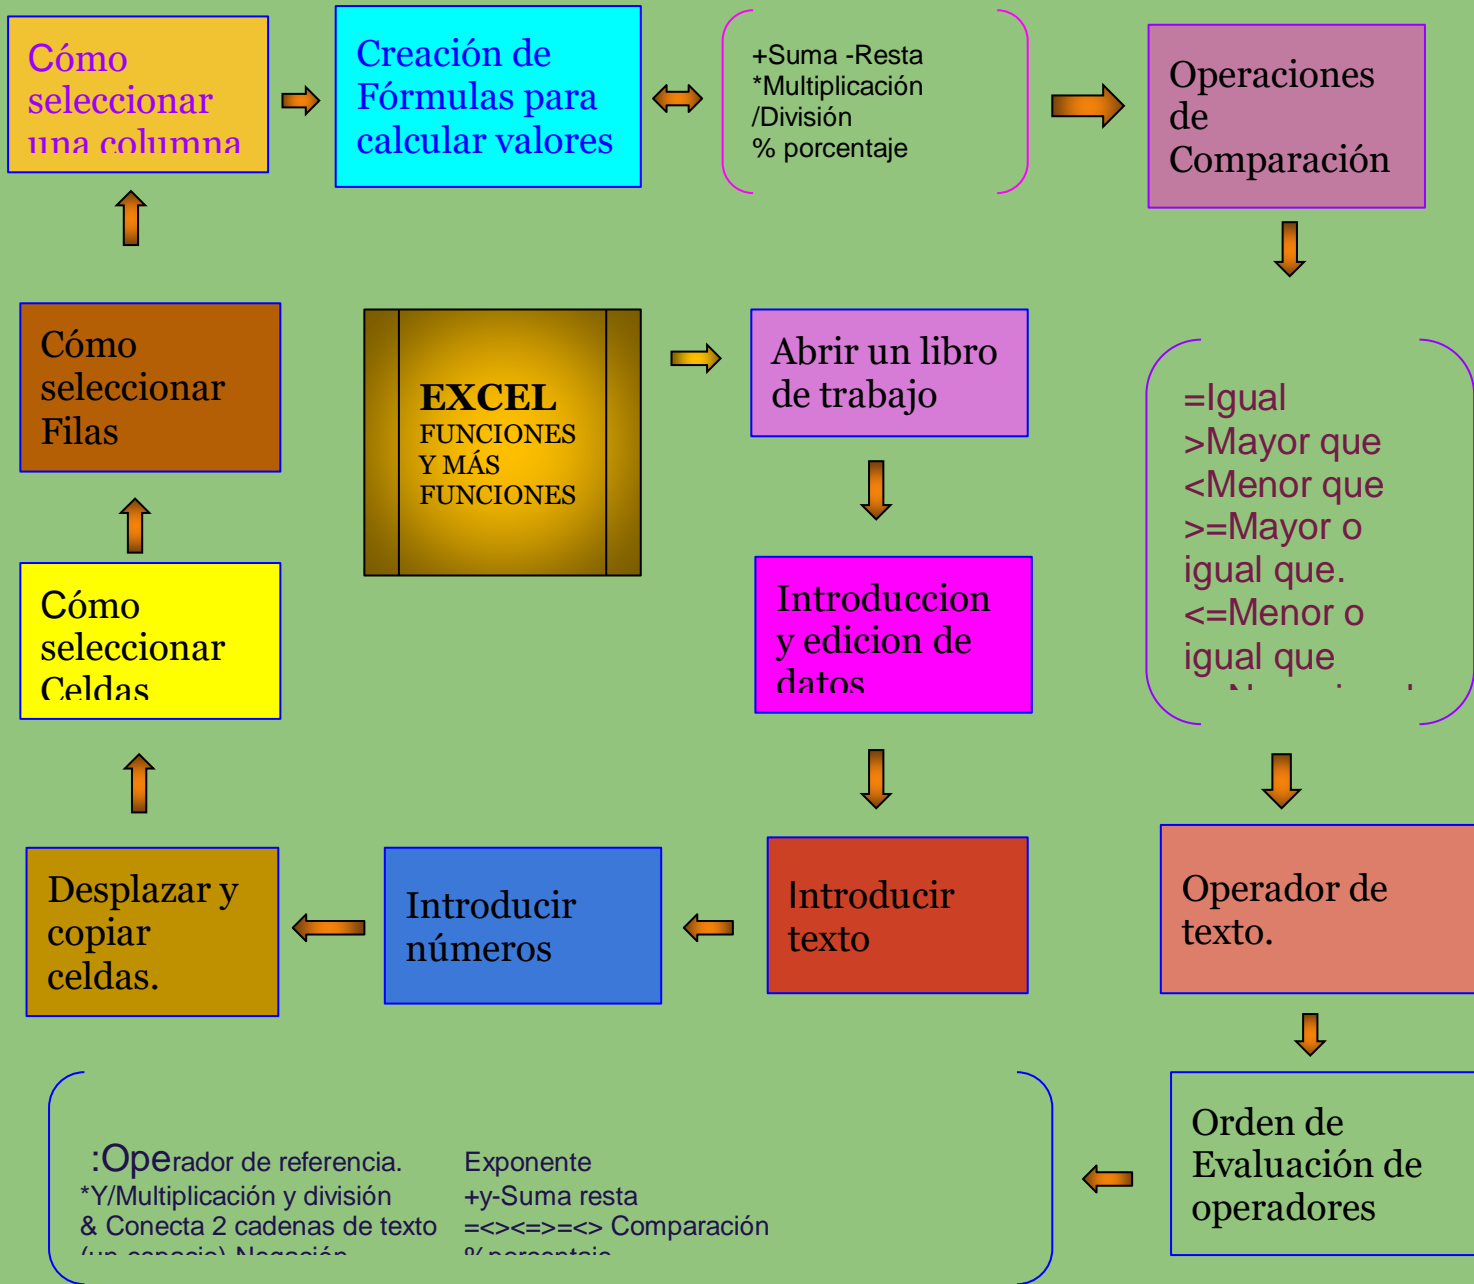 Cómo
seleccionar
una columna
Creación de
Fórmulas para
calcular valores
+Suma -Resta
*Multiplicación
/División
% porcentaje
Operaciones
de
Comparación
Cómo
seleccionar
Filas
EXCEL
FUNCIONES
Y MÁS
FUNCIONES
Abrir un libro
de trabajo
=Igual
>Mayor que
<Menor que
>=Mayor o
igual que.
<=Menor o
igual que
Cómo
seleccionar
Celdas
Introduccion
y edicion de
datos
Desplazar y
copiar
celdas.
Introducir
números
Introducir
texto
Operador de
texto.
:Operador de referencia. Exponente
*Y/Multiplicación y división +y-Suma resta
& Conecta 2 cadenas de texto =<><=>=<> Comparación
(un espacio) Negación %porcentaje
Orden de
Evaluación de
operadores